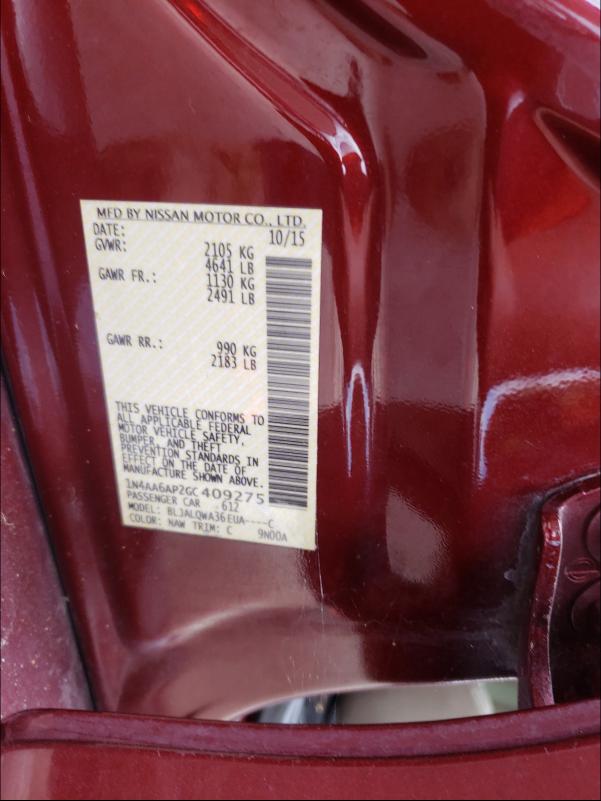 MFD BY NISSAN MOTOR CO., LTD.
DATE: 10/15
GVWR: 2105 KG
4641 LB
GAWR FR.: 1130 KG
2491 LB
GAWR RR.: 990 KG
2183 LB
THIS VEHICLE CONFORMS TO
ALL APPLICABLE FEDERAL
MOTOR VEHICLE SAFETY,
BUMPER, AND THEFT
PREVENTION STANDARDS IN
EFFECT ON THE DATE OF
MANUFACTURE SHOWN ABOVE.
1N4AA6AP2GC409275
PASSENGER CAR 612
MODEL: BLJALQWA36EUA----C
COLOR: NAW TRIM: C 9N00A